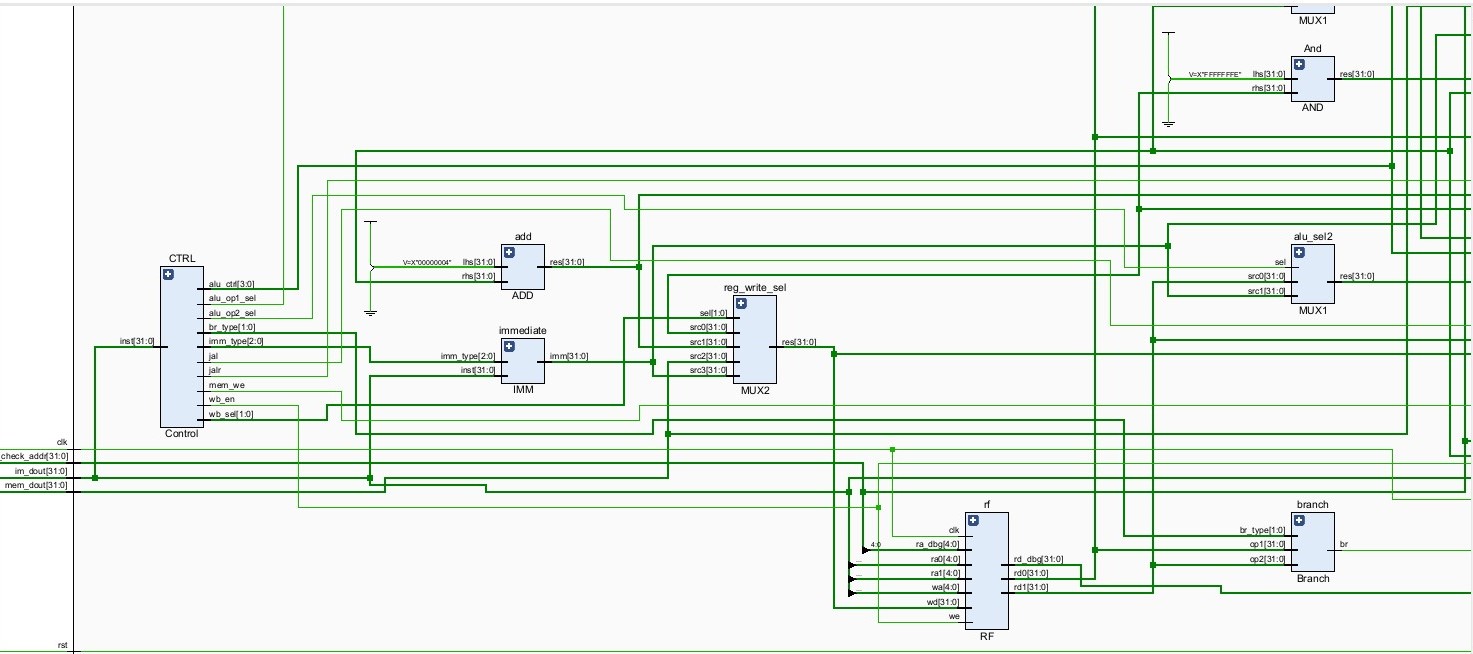 MUX1
And
V=X"FFFFFFFE"
lhs[31:0]
res[31:0]
rhs[31:0]
AND
add
V=X"00000004"
lhs[31:0]
res[31:0]
rhs[31:0]
ADD
alu_sel2
sel
src0[31:0]
res[31:0]
src1[31:0]
MUX1
CTRL
alu_ctrl[3:0]
alu_op1_sel
alu_op2_sel
br_type[1:0]
inst[31:0]
imm_type[2:0]
jal
jalr
mem_we
wb_en
wb_sel[1:0]
Control
immediate
imm_type[2:0]
imm[31:0]
inst[31:0]
IMM
reg_write_sel
sel[1:0]
src0[31:0]
src1[31:0]
res[31:0]
src2[31:0]
src3[31:0]
MUX2
clk
check_addr[31:0]
im_dout[31:0]
mem_dout[31:0]
rf
clk
4:0
ra_dbg[4:0]
ra0[4:0]
rd_dbg[31:0]
ra1[4:0]
rd0[31:0]
wa[4:0]
rd1[31:0]
wd[31:0]
we
RF
branch
br_type[1:0]
op1[31:0]
br
op2[31:0]
Branch
rst